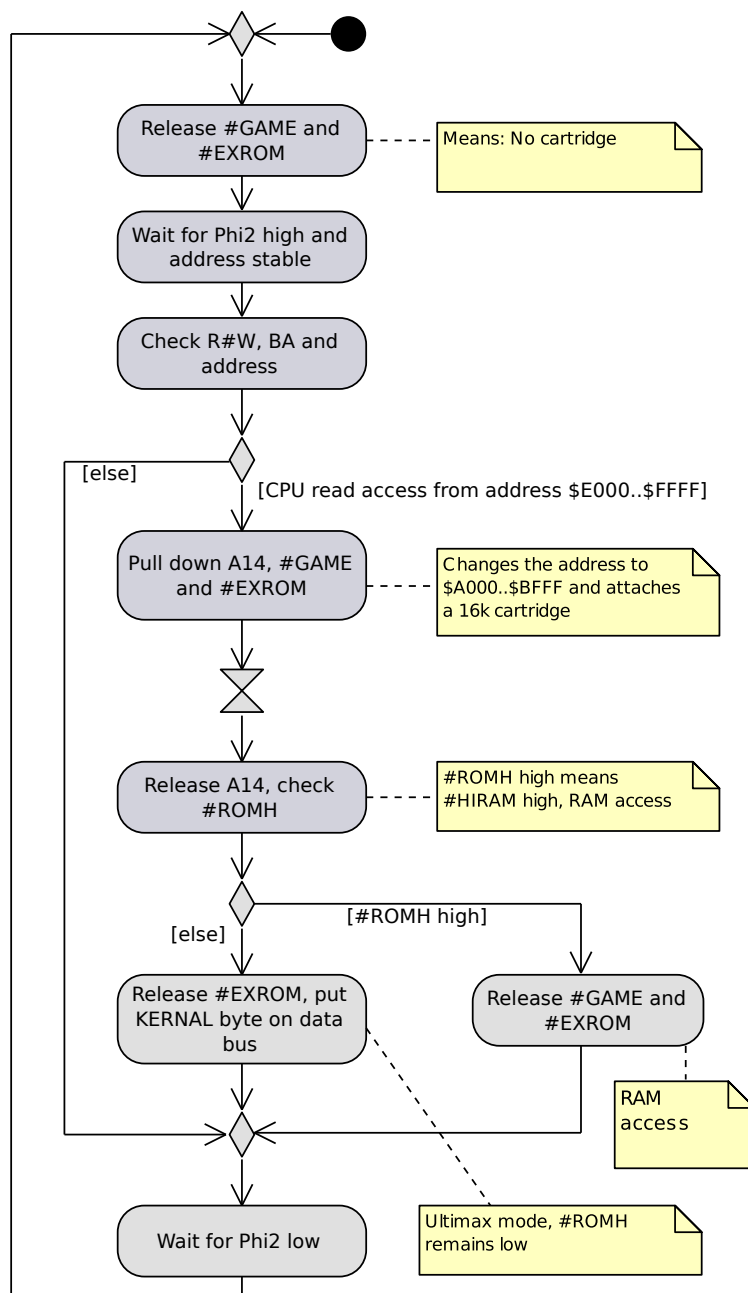 Release #GAME and
#EXROM
Means: No cartridge
Wait for Phi2 high and
address stable
Check R#W, BA and
address
[else]
[CPU read access from address $E000..$FFFF]
Pull down A14, #GAME
and #EXROM
Changes the address to
$A000..$BFFF and attaches
a 16k cartridge
Release A14, check
#ROMH
#ROMH high means
#HIRAM high, RAM access
[#ROMH high]
[else]
Release #EXROM, put
KERNAL byte on data
bus
Release #GAME and
#EXROM
RAM
access
Wait for Phi2 low
Ultimax mode, #ROMH
remains low